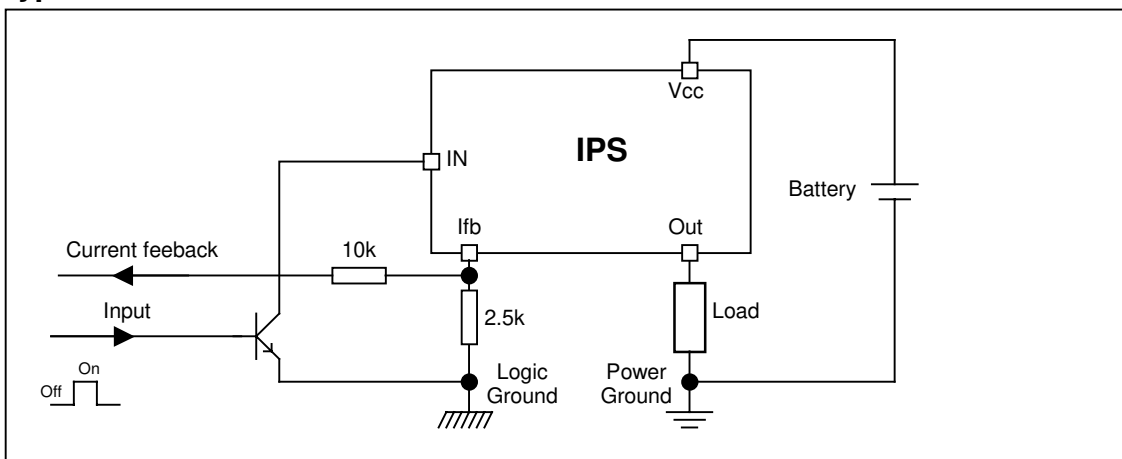 Vcc
IPS
IN
Battery
Ifb
Out
Current feeback
10k
Input
2.5k
Load
On
Off
Logic
Ground
Power
Ground